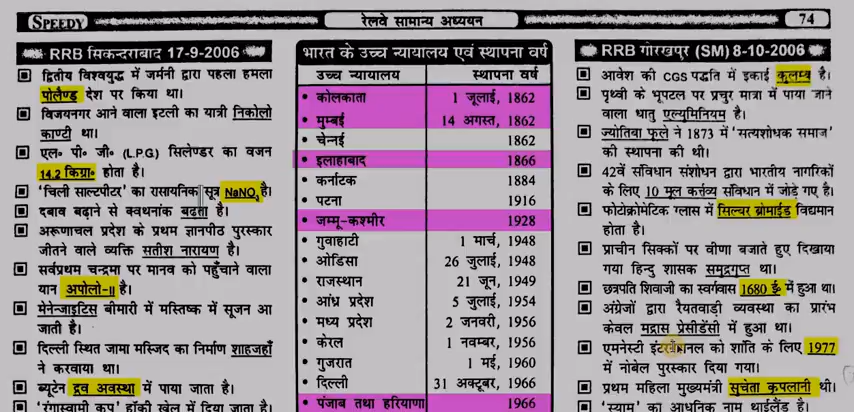 SPEEDY
रेलवे सामान्य अध्ययन
74
RRB सिकन्दराबाद 17-9-2006
द्वितीय विश्वयुद्ध में जर्मनी द्वारा पहला हमला
पोलैण्ड देश पर किया था।
विजयनगर आने वाला इटली का यात्री निकोलो
काण्टी था।
एल० पी० जी० (L.P.G) सिलेण्डर का वजन
14.2 किग्रा० होता है।
'चिली साल्टपीटर' का रासायनिक सूत्र NaNO3 है।
दबाव बढ़ाने से क्वथनांक बढता है।
अरूणाचल प्रदेश के प्रथम ज्ञानपीठ पुरस्कार
जीतने वाले व्यक्ति सतीश नारायण है।
सर्वप्रथम चन्द्रमा पर मानव को पहुँचाने वाला
यान अपोलो-II है।
मेनेन्जाइटिस बीमारी में मस्तिष्क में सूजन आ
जाती है।
दिल्ली स्थित जामा मस्जिद का निर्माण शाहजहाँ
ने करवाया था।
ब्यूटेन द्रव अवस्था में पाया जाता है।
'रंगास्वामी कप' हॉकी खेल में दिया जाता है।
भारत के उच्च न्यायालय एवं स्थापना वर्ष
उच्च न्यायालय स्थापना वर्ष
• कोलकाता 1 जुलाई, 1862
• मुम्बई 14 अगस्त, 1862
• चेन्नई 1862
• इलाहाबाद 1866
• कर्नाटक 1884
• पटना 1916
• जम्मू-कश्मीर 1928
• गुवाहाटी 1 मार्च, 1948
• ओडिसा 26 जुलाई, 1948
• राजस्थान 21 जून, 1949
• आंध्र प्रदेश 5 जुलाई, 1954
• मध्य प्रदेश 2 जनवरी, 1956
• केरल 1 नवम्बर, 1956
• गुजरात 1 मई, 1960
• दिल्ली 31 अक्टूबर, 1966
• पंजाब तथा हरियाणा 1966
RRB गोरखपुर (SM) 8-10-2006
आवेश की CGS पद्धति में इकाई कूलम्ब है।
पृथ्वी के भूपटल पर प्रचुर मात्रा में पाया जाने
वाला धातु एल्युमिनियम है।
ज्योतिबा फूले ने 1873 में 'सत्यशोधक समाज'
की स्थापना की थी।
42वें संविधान संशोधन द्वारा भारतीय नागरिकों
के लिए 10 मूल कर्त्तव्य संविधान में जोड़े गए है।
फोटोक्रोमेटिक ग्लास में सिल्वर ब्रोमाईड विद्यमान
होता है।
प्राचीन सिक्कों पर वीणा बजाते हुए दिखाया
गया हिन्दु शासक समुद्रगुप्त था।
छत्रपति शिवाजी का स्वर्गवास 1680 ई० में हुआ था।
अंग्रेजों द्वारा रैयतवाड़ी व्यवस्था का प्रारंभ
केवल मद्रास प्रेसीडेंसी में हुआ था।
एमनेस्टी इंटरनेशनल को शांति के लिए 1977
में नोबेल पुरस्कार दिया गया।
प्रथम महिला मुख्यमंत्री सुचेता कृपलानी थी।
'स्याम' का आधुनिक नाम थाईलैंड है।